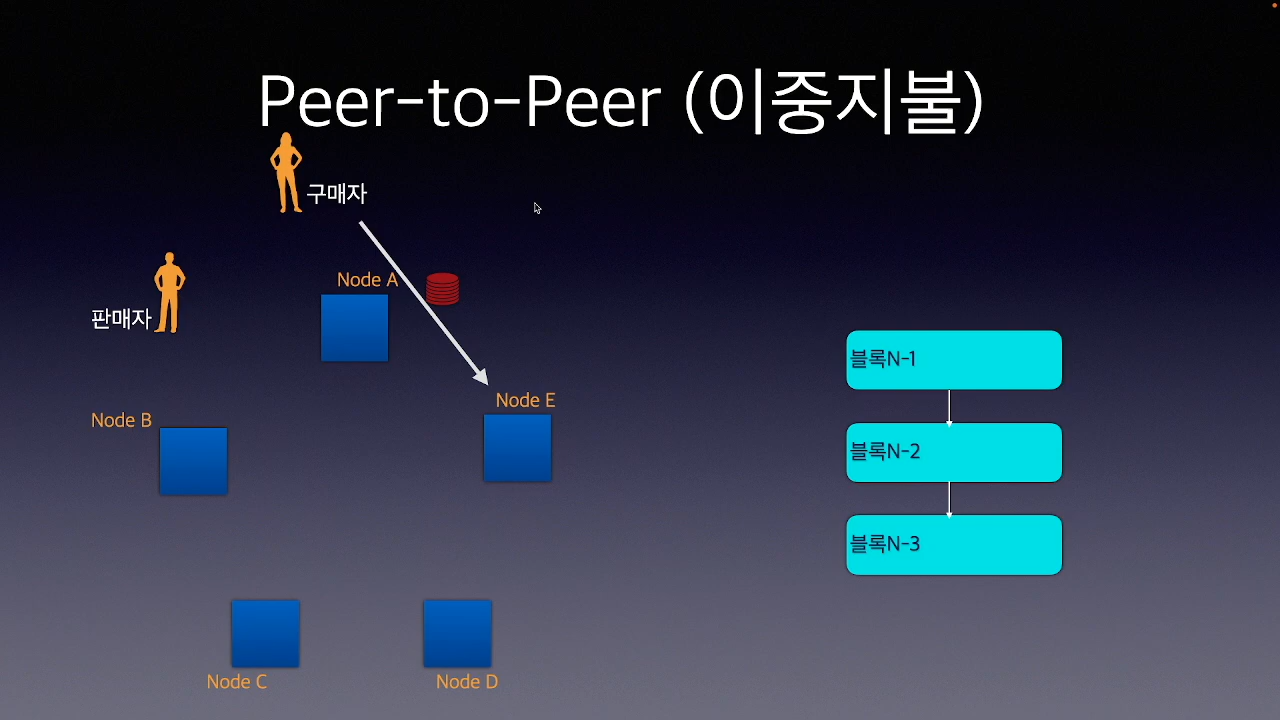 Peer-to-Peer (이중지불)
구매자
판매자
Node A
Node B
Node E
Node C
Node D
블록N-1
블록N-2
블록N-3